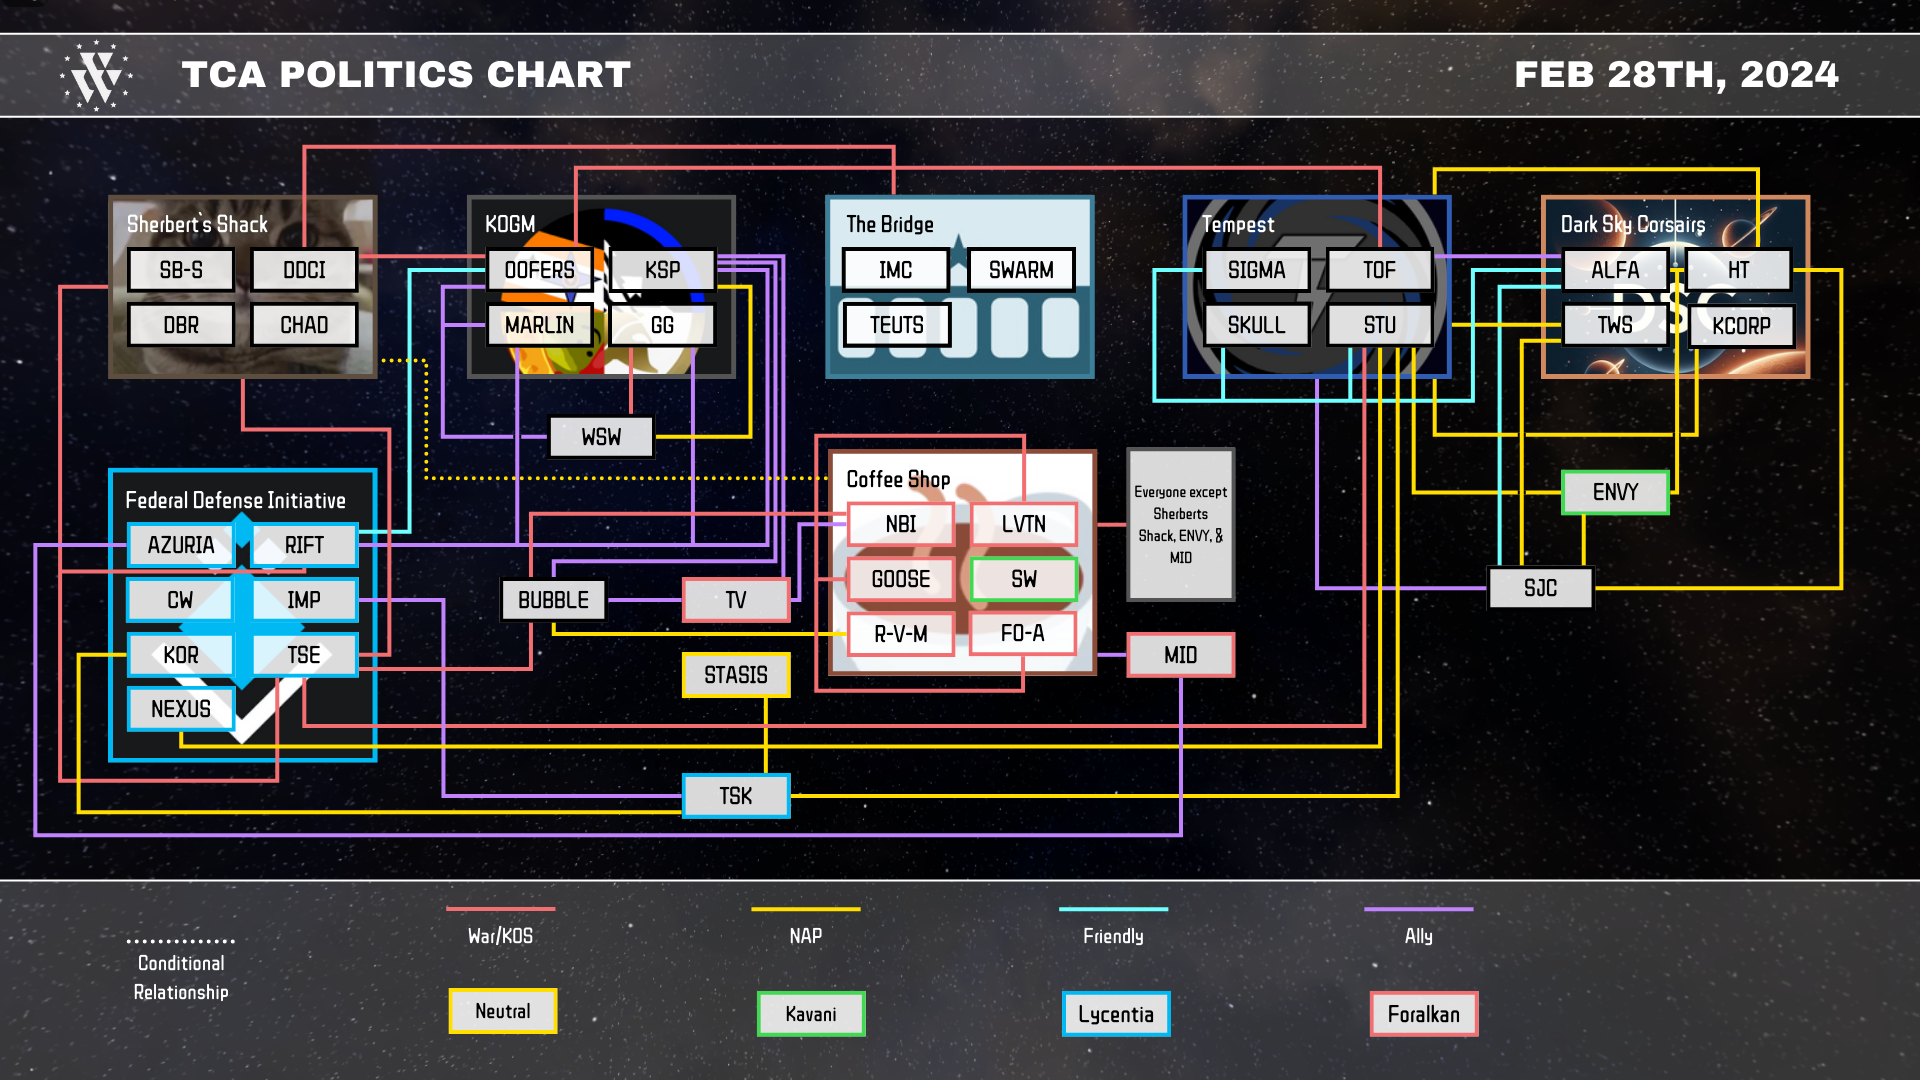 TCA POLITICS CHART
FEB 28TH, 2024
Sherbert`s Shack
SB-S
DDCI
DBR
CHAD
KOGM
OOFERS
KSP
MARLIN
GG
The Bridge
IMC
SWARM
TEUTS
Tempest
SIGMA
TOF
SKULL
STU
Dark Sky Corsairs
ALFA
HT
TWS
KCORP
DSC
WSW
Federal Defense Initiative
AZURIA
RIFT
CW
IMP
KOR
TSE
NEXUS
BUBBLE
TV
STASIS
TSK
Coffee Shop
NBI
LVTN
GOOSE
SW
R-V-M
FO-A
Everyone except
Sherberts
Shack, ENVY, &
MID
MID
ENVY
SJC
Conditional
Relationship
War/KOS
NAP
Friendly
Ally
Neutral
Kavani
Lycentia
Foralkan